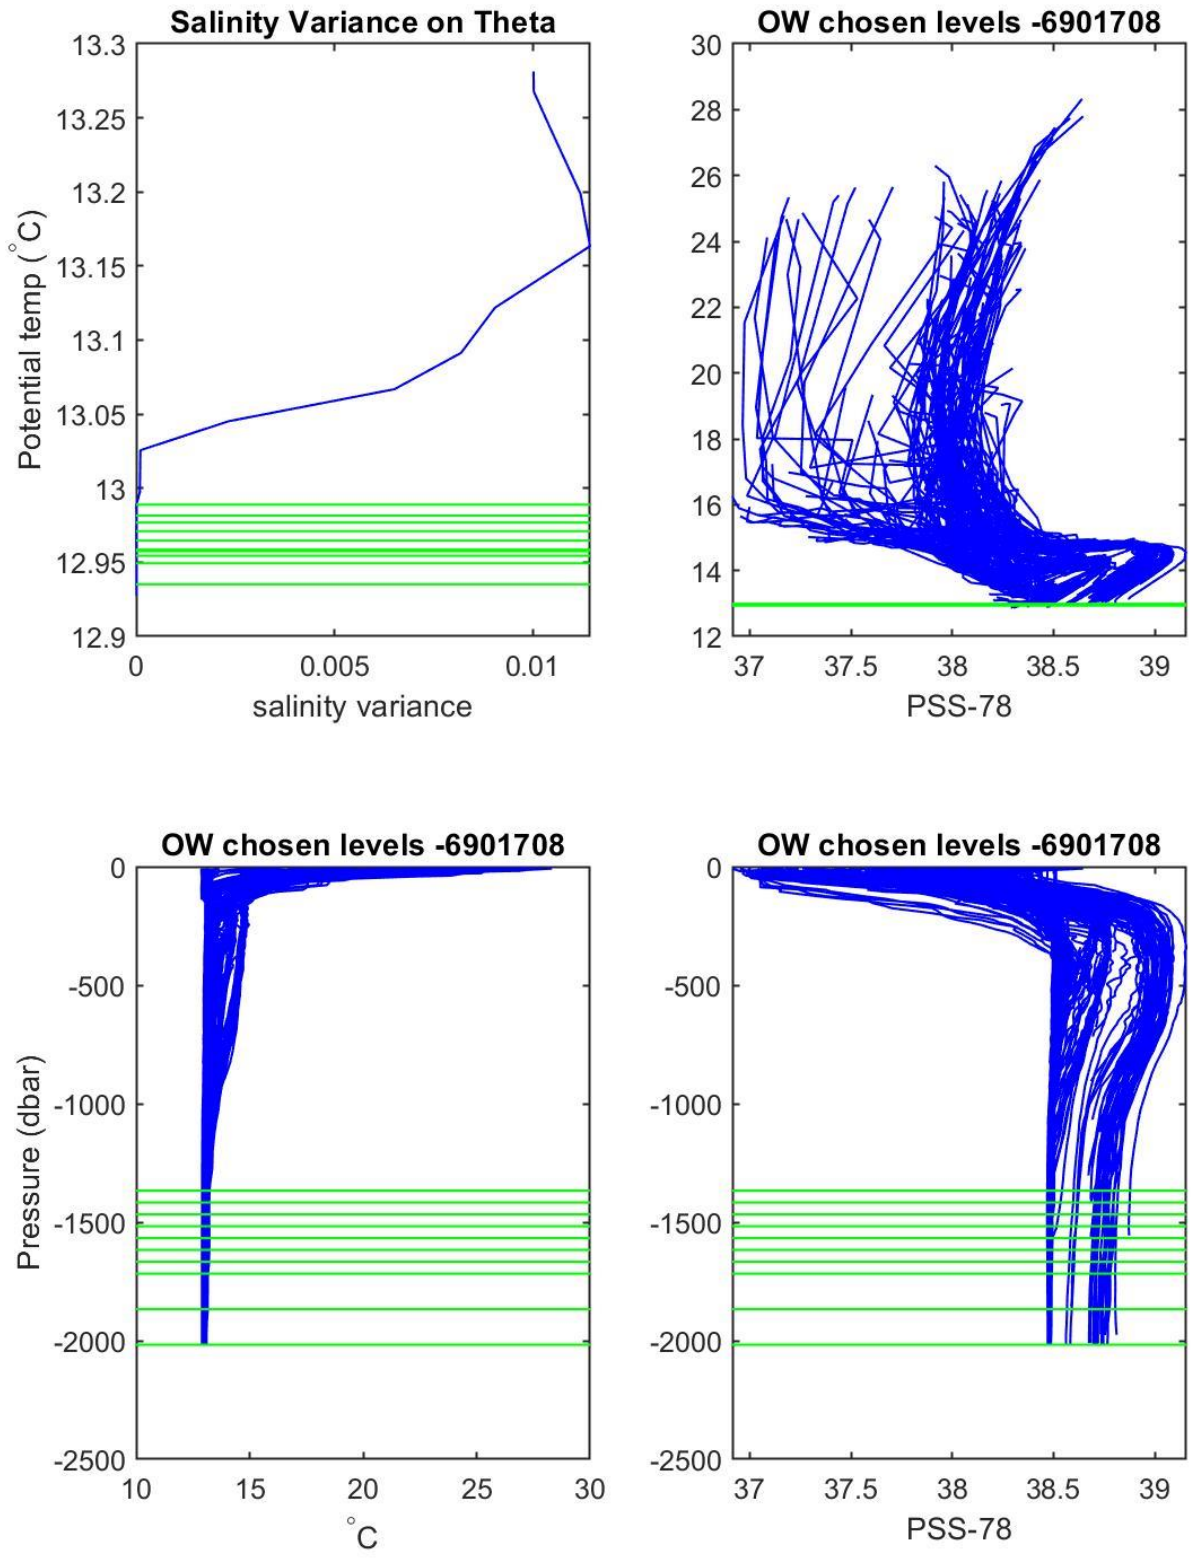 Salinity Variance on Theta
13.3
13.25
13.2
13.15
13.1
13.05
13
12.95
12.9
Potential temp (°C)
0 0.005 0.01
salinity variance
OW chosen levels -6901708
30
28
26
24
22
20
18
16
14
12
37 37.5 38 38.5 39
PSS-78
OW chosen levels -6901708
0
-500
-1000
-1500
-2000
-2500
Pressure (dbar)
10 15 20 25 30
°C
OW chosen levels -6901708
0
-500
-1000
-1500
-2000
-2500
37 37.5 38 38.5 39
PSS-78